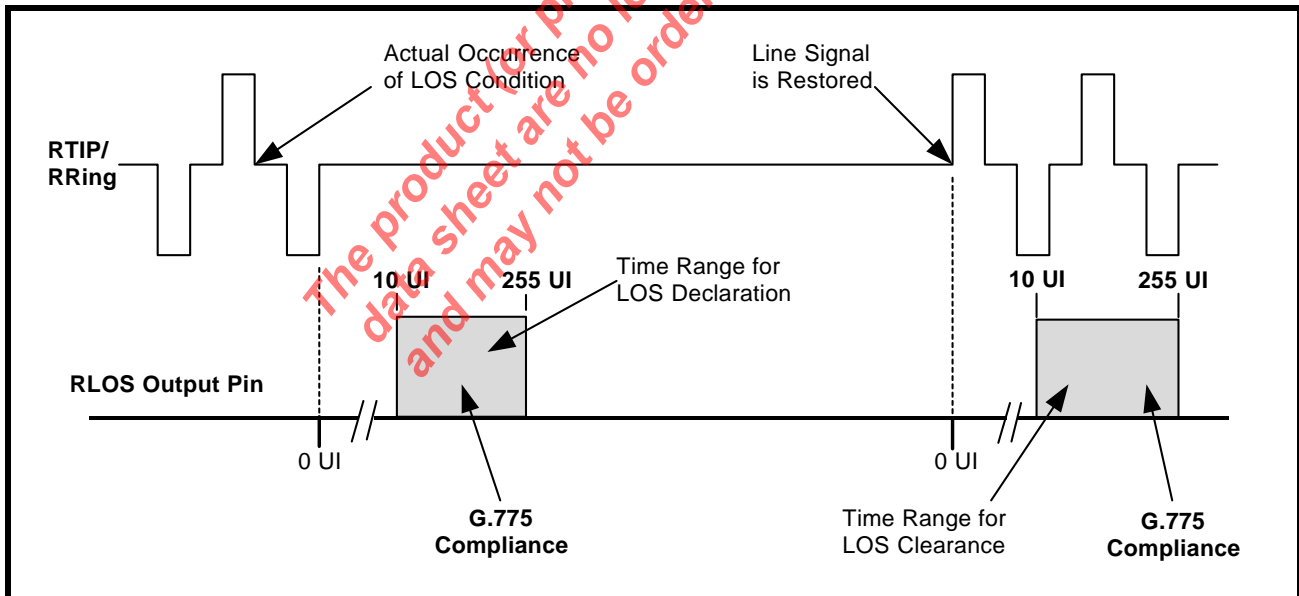 Actual Occurrence
of LOS Condition
Line Signal
is Restored
RTIP/
RRing
The product (or
data sheet are no
and may not be
10 UI
255 UI
Time Range for
LOS Declaration
10 UI
255 UI
RLOS Output Pin
0 UI
0 UI
G.775
Compliance
Time Range for
LOS Clearance
G.775
Compliance